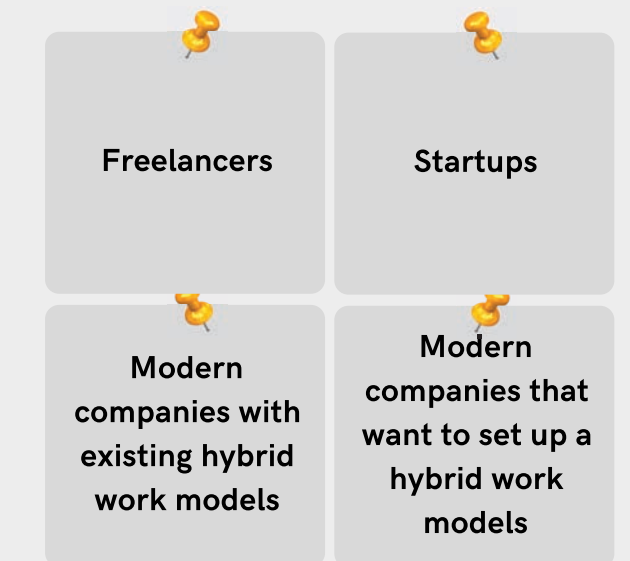 Freelancers
Startups
Modern
companies with
existing hybrid
work models
Modern
companies that
want to set up a
hybrid work
models